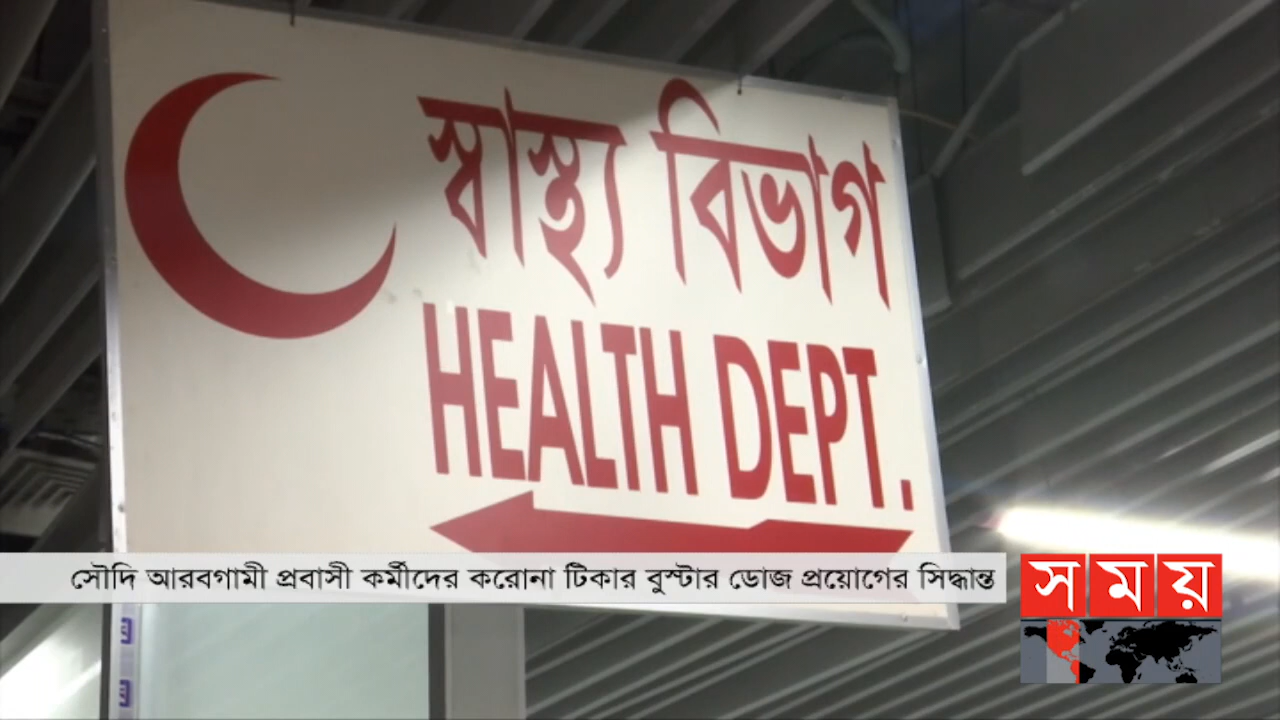 স্বাস্থ্য বিভাগ
HEALTH DEPT.
সৌদি আরবগামী প্রবাসী কর্মীদের করোনা টিকার বুস্টার ডোজ প্রয়োগের সিদ্ধান্ত
সময়